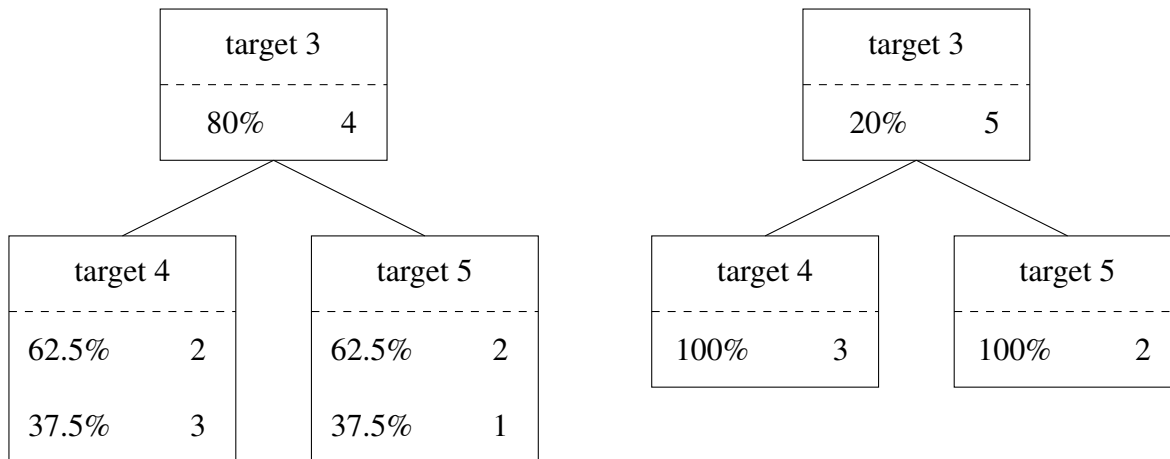 target 3
80% 4
target 4
62.5% 2
37.5% 3
target 5
62.5% 2
37.5% 1
target 3
20% 5
target 4
100% 3
target 5
100% 2